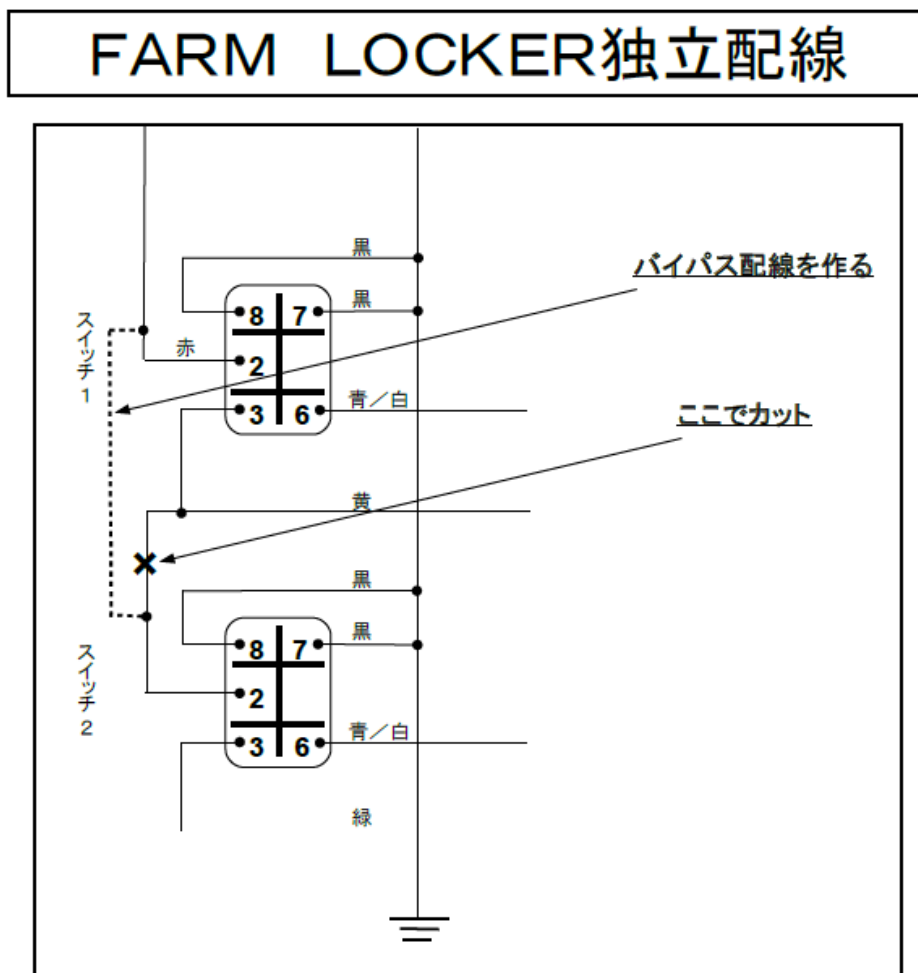 FARM LOCKER独立配線
黒
バイパス配線を作る
黒
8 7
スイッチ1
赤
2
青／白
3 6
ここでカット
黄
黒
黒
8 7
スイッチ2
2
青／白
3 6
緑